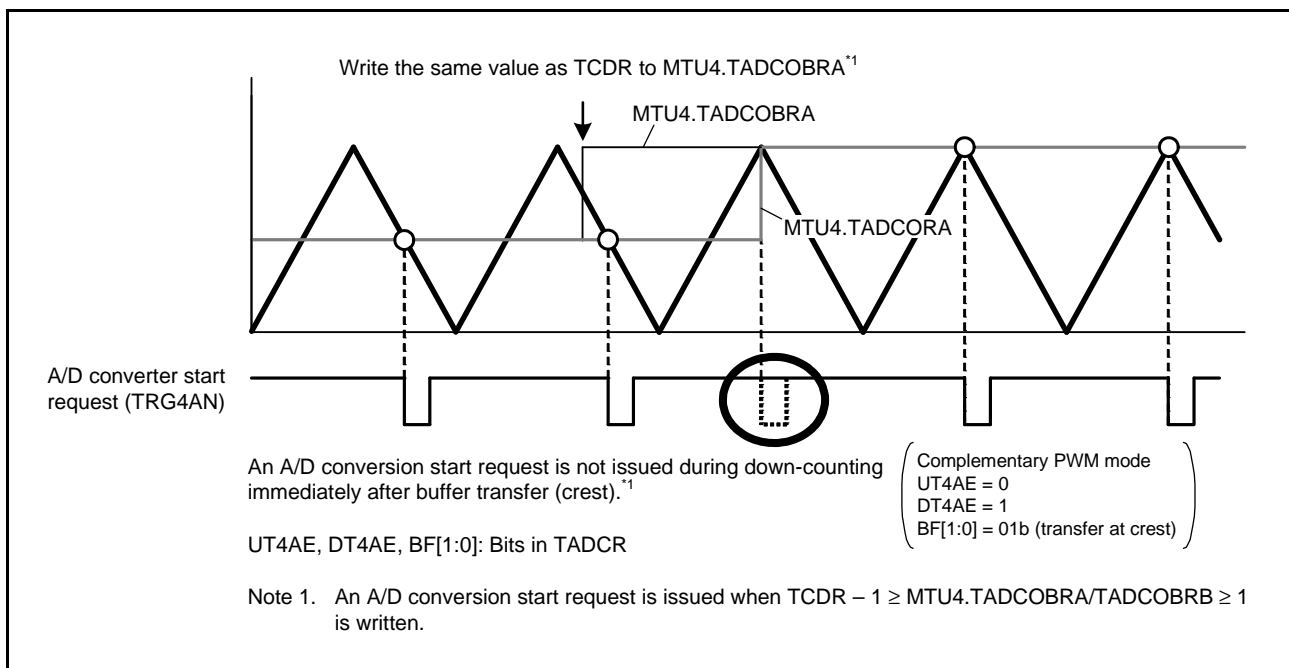 Write the same value as TCDR to MTU4.TADCOBRA*1
MTU4.TADCOBRA
MTU4.TADCORA
A/D converter start
request (TRG4AN)
An A/D conversion start request is not issued during down-counting
immediately after buffer transfer (crest).*1
Complementary PWM mode
UT4AE = 0
DT4AE = 1
BF[1:0] = 01b (transfer at crest)
UT4AE, DT4AE, BF[1:0]: Bits in TADCR
Note 1. An A/D conversion start request is issued when TCDR – 1 ≥ MTU4.TADCOBRA/TADCOBRB ≥ 1
is written.